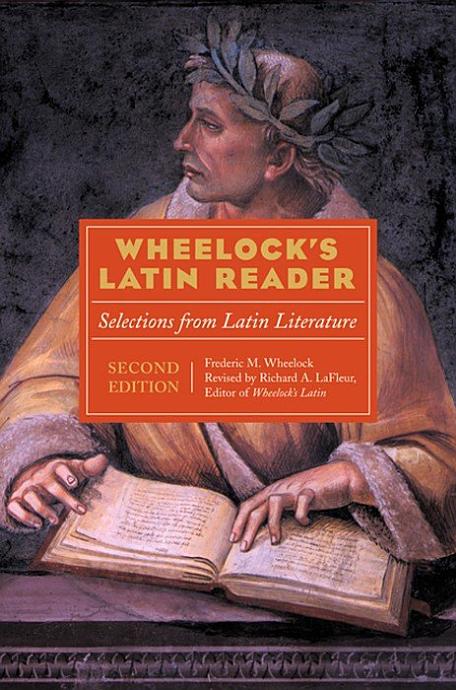 WHEELOCK'S
LATIN READER
Selections from Latin Literature
SECOND
EDITION
Frederic M. Wheelock
Revised by Richard A. LaFleur,
Editor of Wheelock's Latin